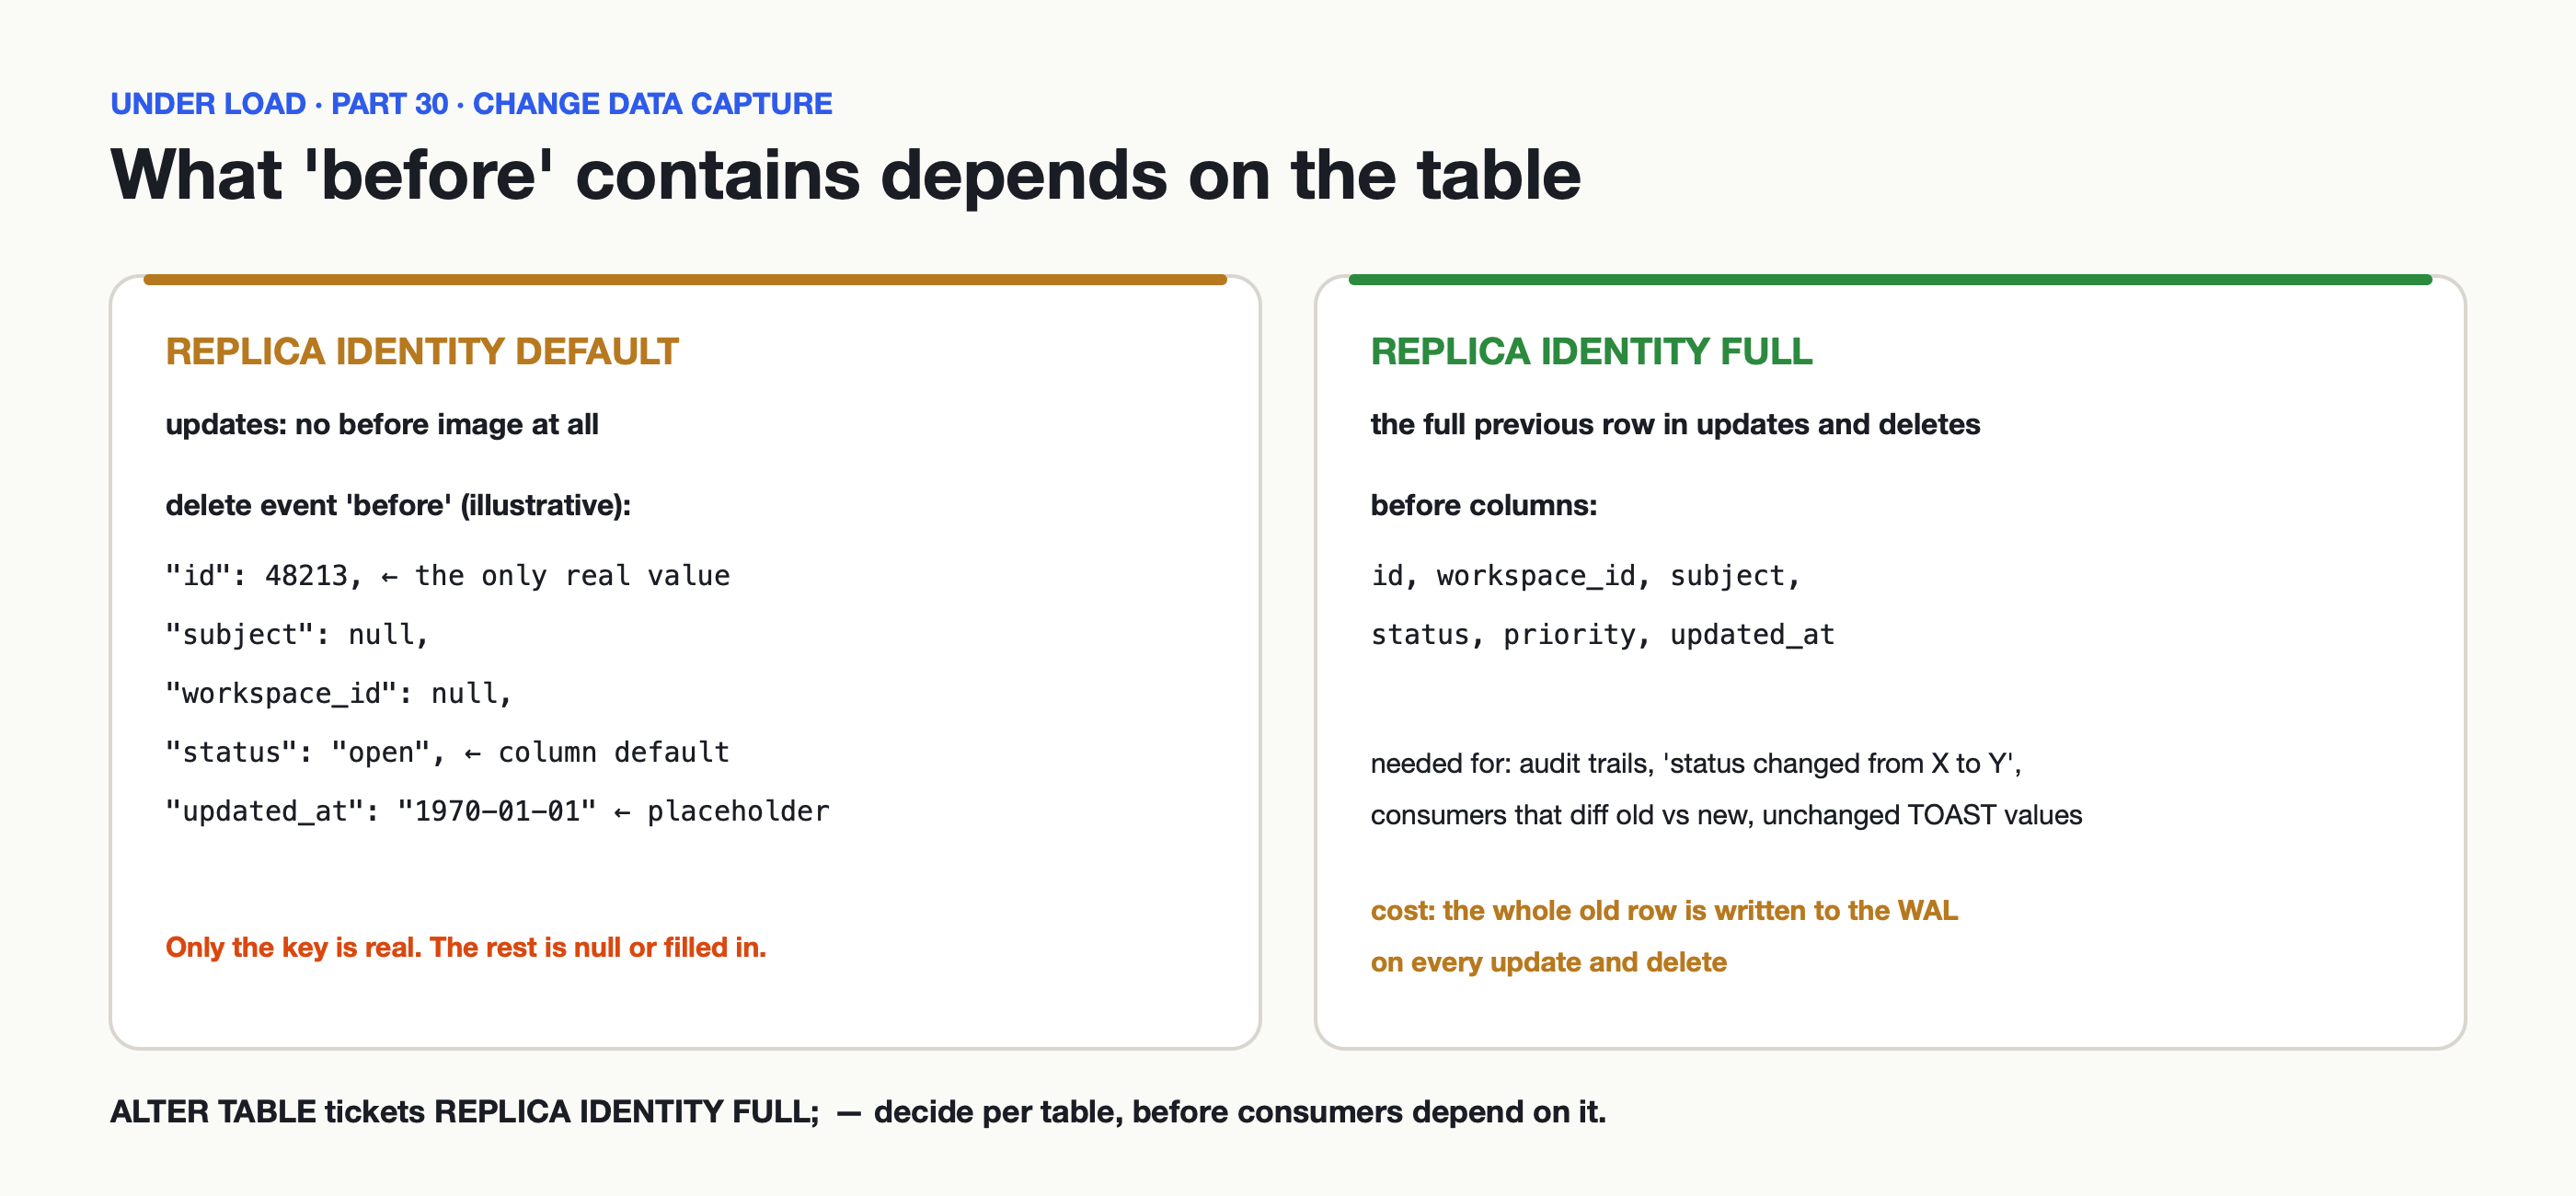 UNDER LOAD · PART 30 · CHANGE DATA CAPTURE
What 'before' contains depends on the table
REPLICA IDENTITY DEFAULT
updates: no before image at all
delete event 'before' (illustrative):
"id": 48213, ← the only real value
"subject": null,
"workspace_id": null,
"status": "open", ← column default
"updated_at": "1970-01-01" ← placeholder
Only the key is real. The rest is null or filled in.
REPLICA IDENTITY FULL
the full previous row in updates and deletes
before columns:
id, workspace_id, subject,
status, priority, updated_at
needed for: audit trails, 'status changed from X to Y',
consumers that diff old vs new, unchanged TOAST values
cost: the whole old row is written to the WAL
on every update and delete
ALTER TABLE tickets REPLICA IDENTITY FULL; — decide per table, before consumers depend on it.